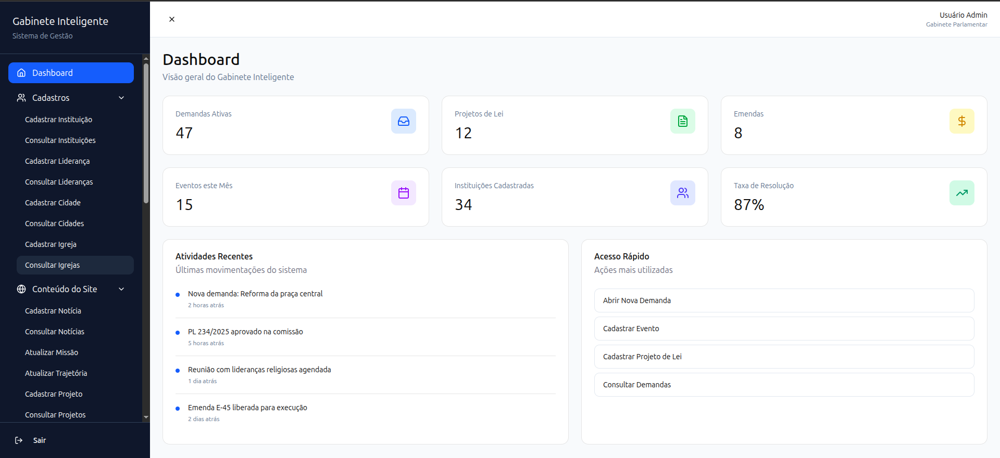 Gabinete Inteligente
Sistema de Gestão
Dashboard
Cadastros
Cadastrar Instituição
Consultar Instituições
Cadastrar Liderança
Consultar Lideranças
Cadastrar Cidade
Consultar Cidades
Cadastrar Igreja
Consultar Igrejas
Conteúdo do Site
Cadastrar Notícia
Consultar Notícias
Atualizar Missão
Atualizar Trajetória
Cadastrar Projeto
Consultar Projetos
Sair
Usuário Admin
Gabinete Parlamentar
Dashboard
Visão geral do Gabinete Inteligente
Demandas Ativas
47
Projetos de Lei
12
Emendas
8
Eventos este Mês
15
Instituições Cadastradas
34
Taxa de Resolução
87%
Atividades Recentes
Últimas movimentações do sistema
Nova demanda: Reforma da praça central
2 horas atrás
PL 234/2025 aprovado na comissão
5 horas atrás
Reunião com lideranças religiosas agendada
1 dia atrás
Emenda E-45 liberada para execução
2 dias atrás
Acesso Rápido
Ações mais utilizadas
Abrir Nova Demanda
Cadastrar Evento
Cadastrar Projeto de Lei
Consultar Demandas